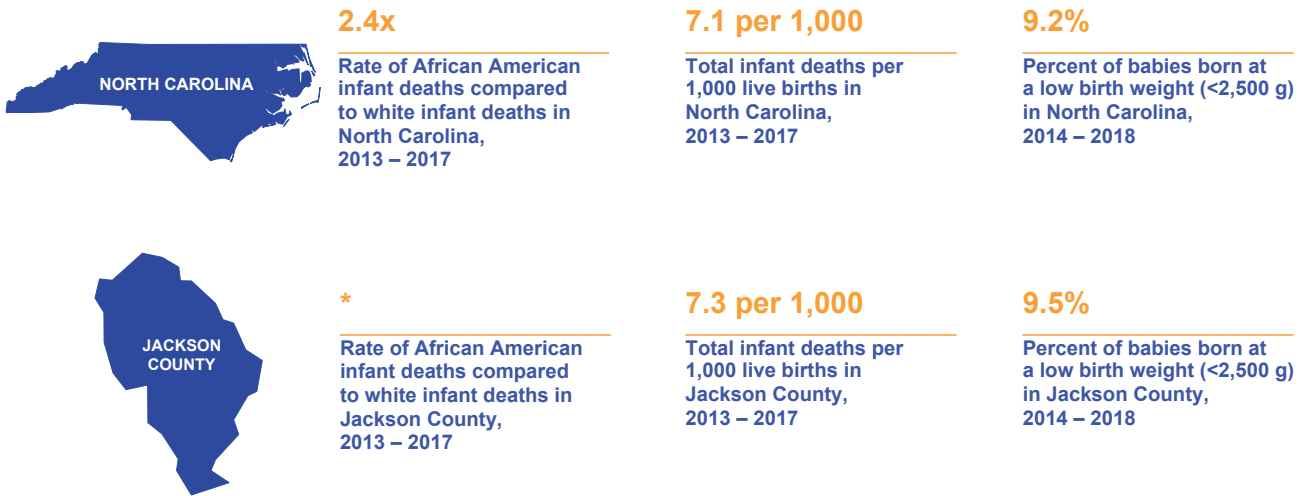 NORTH CAROLINA
2.4x
Rate of African American
infant deaths compared
to white infant deaths in
North Carolina,
2013 – 2017
7.1 per 1,000
Total infant deaths per
1,000 live births in
North Carolina,
2013 – 2017
9.2%
Percent of babies born at
a low birth weight (<2,500 g)
in North Carolina,
2014 – 2018
JACKSON
COUNTY
*
Rate of African American
infant deaths compared
to white infant deaths in
Jackson County,
2013 – 2017
7.3 per 1,000
Total infant deaths per
1,000 live births in
Jackson County,
2013 – 2017
9.5%
Percent of babies born at
a low birth weight (<2,500 g)
in Jackson County,
2014 – 2018